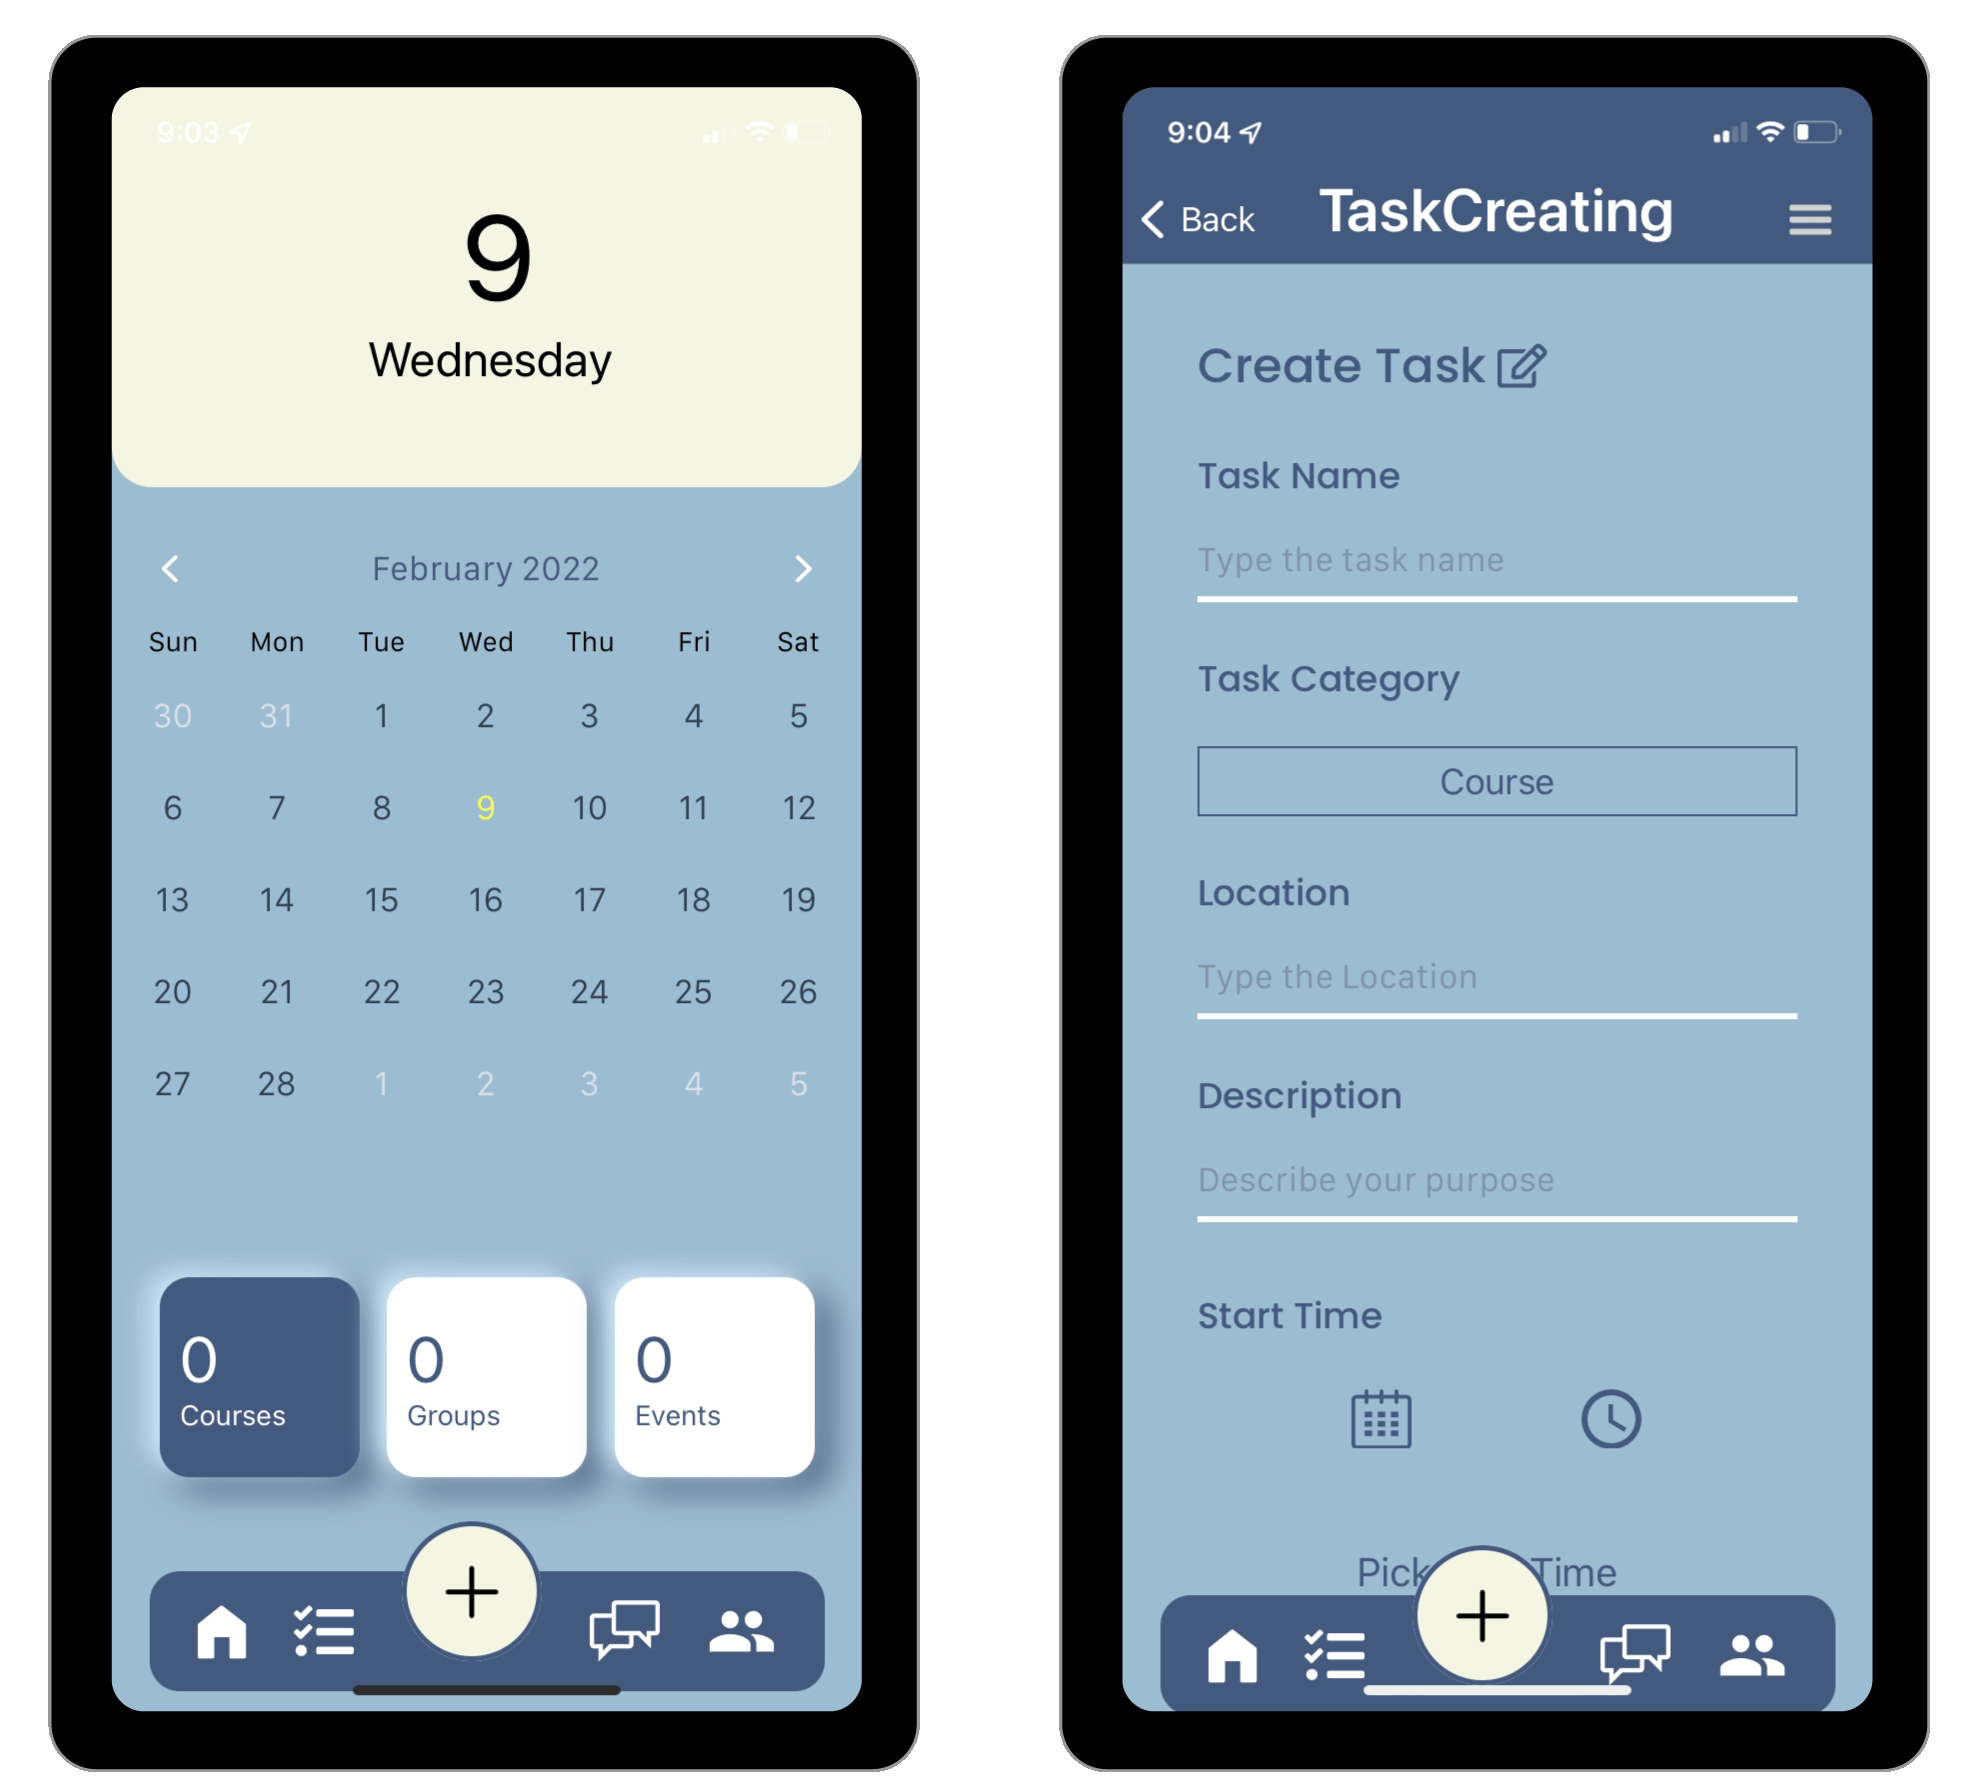 9:03
9
Wednesday
February 2022
Sun Mon Tue Wed Thu Fri Sat
30 31 1 2 3 4 5
6 7 8 9 10 11 12
13 14 15 16 17 18 19
20 21 22 23 24 25 26
27 28 1 2 3 4 5
0 0 0
Courses Groups Events
9:04
Back TaskCreating
Create Task
Task Name
Type the task name
Task Category
Course
Location
Type the Location
Description
Describe your purpose
Start Time
Pick Time